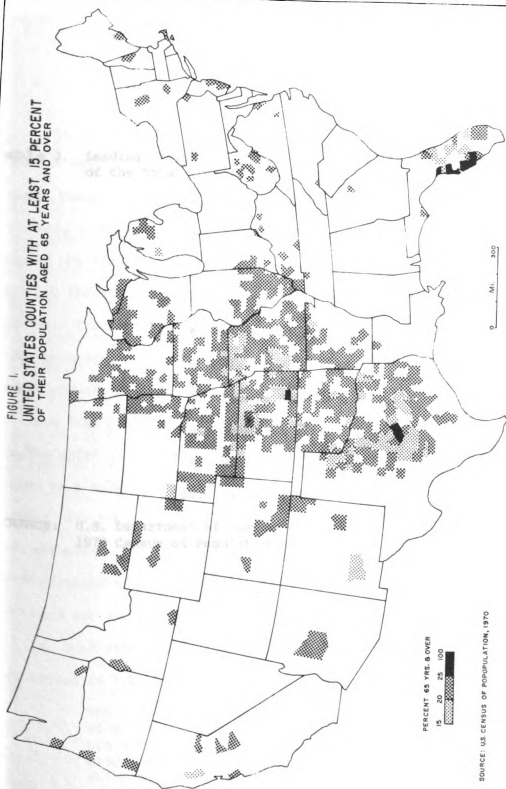 FIGURE I.
UNITED STATES COUNTIES WITH AT LEAST 15 PERCENT
OF THEIR POPULATION AGED 65 YEARS AND OVER
Leading
of the
U.S. Department of
Census of
PERCENT 65 YRS. & OVER
15 20 25 100
0 Mi. 300
SOURCE: U.S. CENSUS OF POPOPULATION, 1970